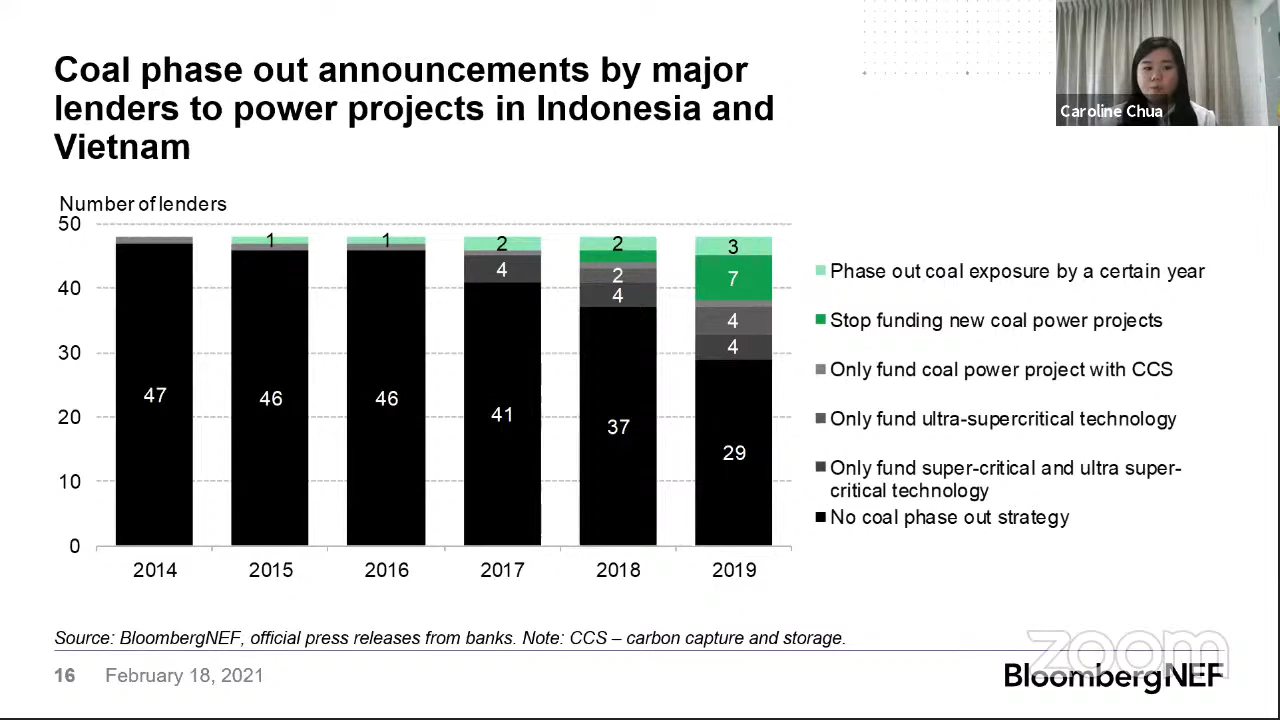 Coal phase out announcements by major
lenders to power projects in Indonesia and
Vietnam
Caroline Chua
Number of lenders
50
40
30
20
10
0
47
1
46
1
46
2
4
41
2
2
4
37
3
7
4
4
29
2014 2015 2016 2017 2018 2019
Phase out coal exposure by a certain year
Stop funding new coal power projects
Only fund coal power project with CCS
Only fund ultra-supercritical technology
Only fund super-critical and ultra super-
critical technology
No coal phase out strategy
Source: BloombergNEF, official press releases from banks. Note: CCS – carbon capture and storage.
16 February 18, 2021
zoom
BloombergNEF